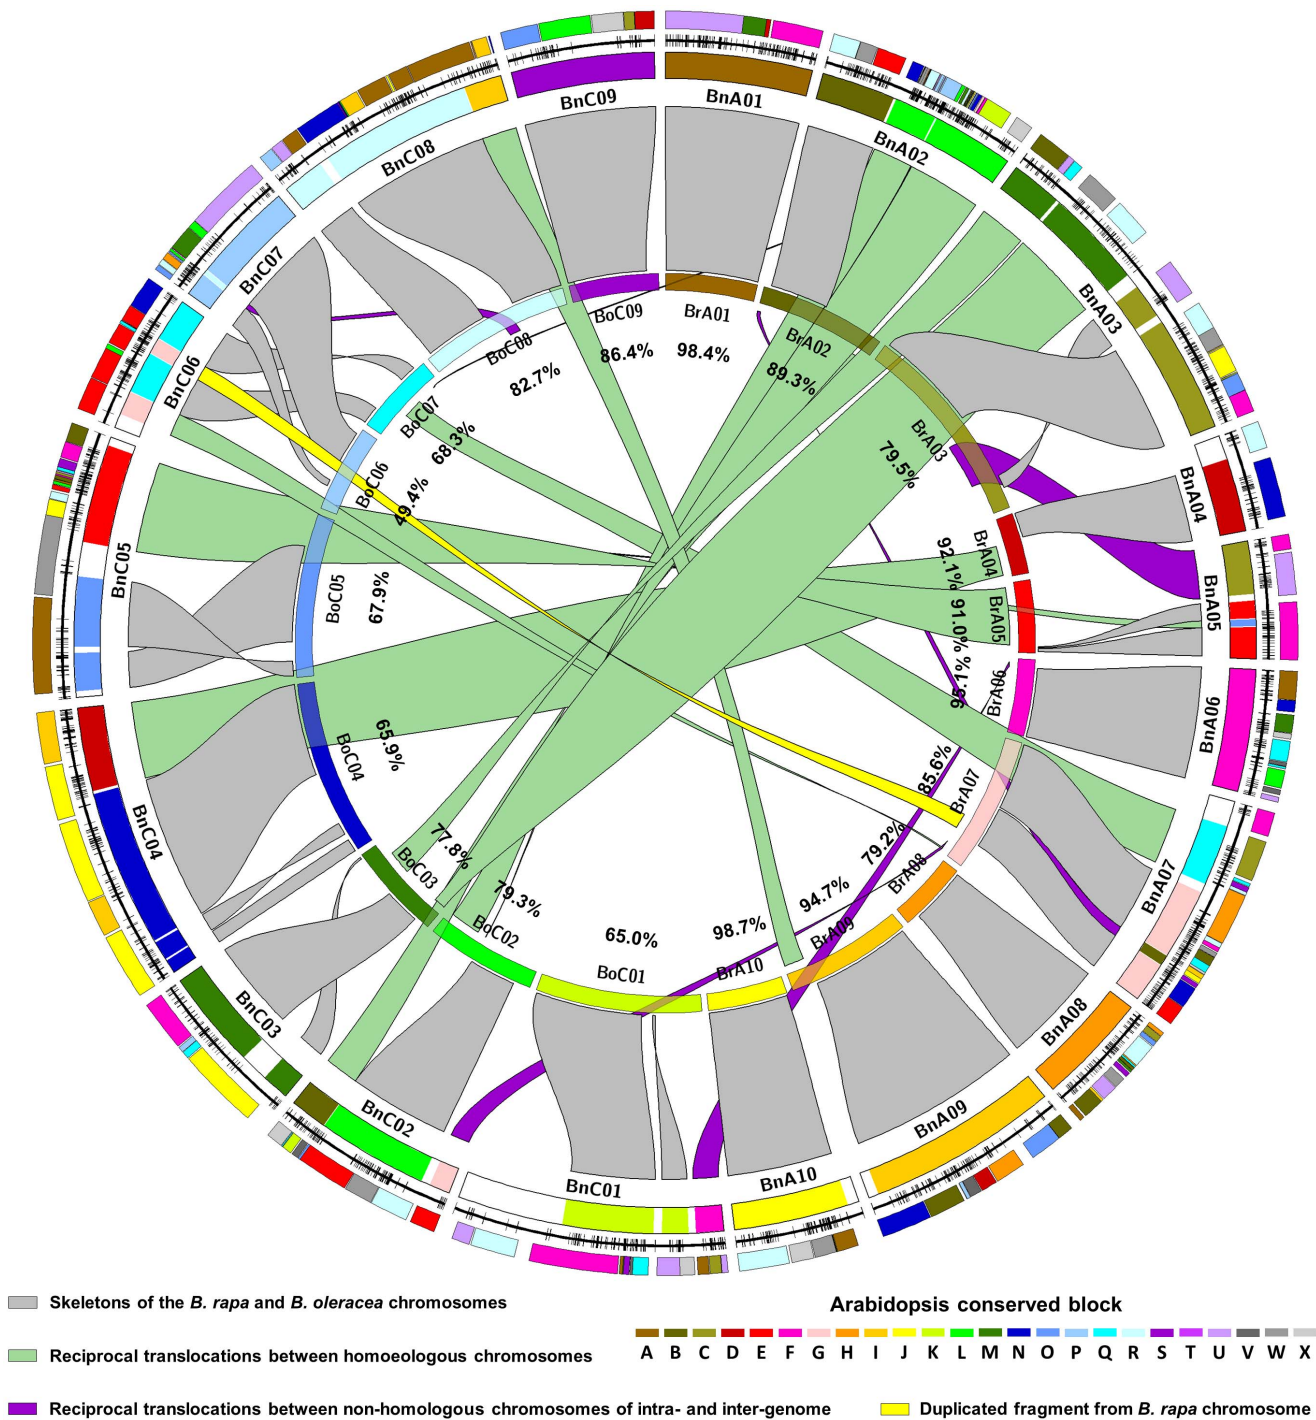 BnC09
BnA01
BnC08
BnA02
BnC07
BnA03
BnC06
BnA04
BnC05
BnA05
BnC04
BnA06
BnC03
BnA07
BnC02
BnA08
BnC01
BnA09
BnA10
BoC09
BrA01
BoC08
BrA02
BoC07
BrA03
BoC06
BrA04
BoC05
BrA05
BoC04
BrA06
BoC03
BrA07
BoC02
BrA08
BoC01
BrA09
BrA10
86.4%
98.4%
82.7%
89.3%
68.3%
79.5%
49.4%
92.1%
67.9%
91.0%
65.9%
95.1%
77.8%
85.6%
79.3%
79.2%
65.0%
94.7%
98.7%
Skeletons of the B. rapa and B. oleracea chromosomes
Arabidopsis conserved block
A B C D E F G H I J K L M N O P Q R S T U V W X
Reciprocal translocations between homoeologous chromosomes
Reciprocal translocations between non-homologous chromosomes of intra- and inter-genome
Duplicated fragment from B. rapa chromosome